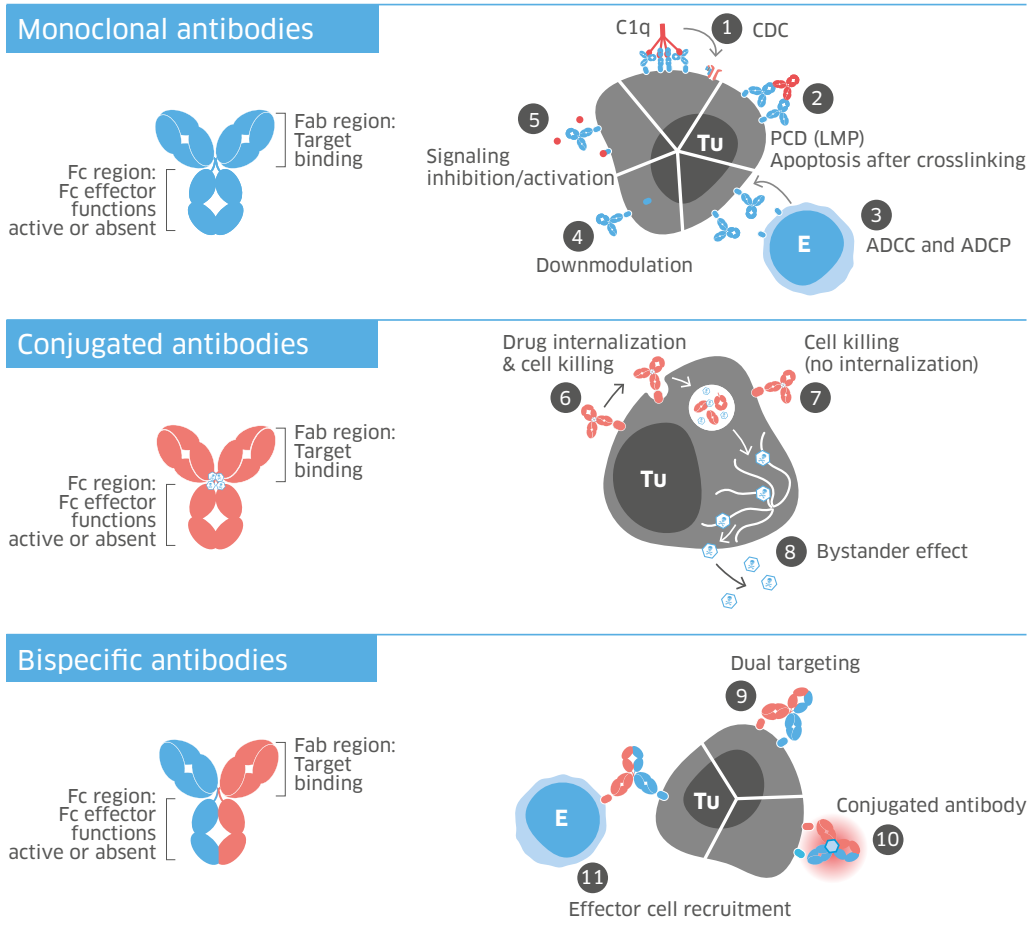 Monoclonal antibodies
Fab region:
Target
binding
Fc region:
Fc effector
functions
active or absent
C1q
1
CDC
2
PCD (LMP)
Apoptosis after crosslinking
Tu
5
Signaling
inhibition/activation
4
Downmodulation
3
E
ADCC and ADCP
Conjugated antibodies
Fab region:
Target
binding
Fc region:
Fc effector
functions
active or absent
Drug internalization
& cell killing
6
Cell killing
(no internalization)
7
Tu
8
Bystander effect
Bispecific antibodies
Fab region:
Target
binding
Fc region:
Fc effector
functions
active or absent
Dual targeting
9
Tu
E
Conjugated antibody
10
11
Effector cell recruitment